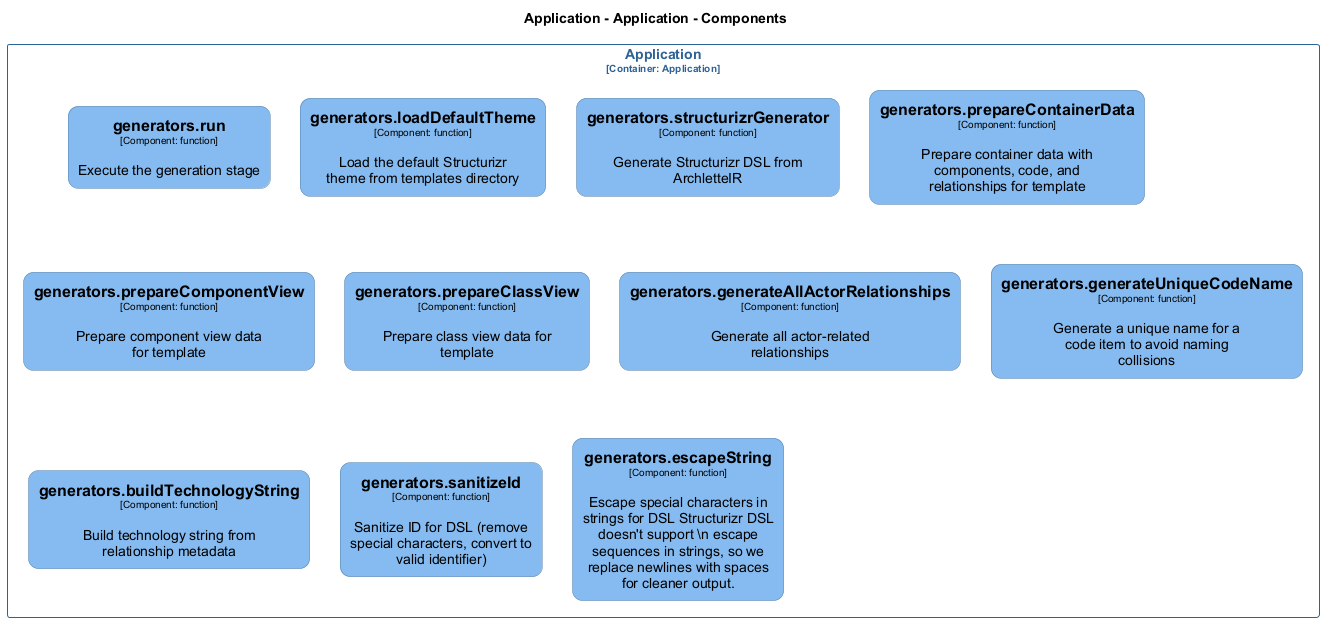 Application - Application - Components
Application
[Container: Application]
generators.run
[Component: function]
Execute the generation stage
generators.loadDefaultTheme
[Component: function]
Load the default Structurizr
theme from templates directory
generators.structurizrGenerator
[Component: function]
Generate Structurizr DSL from
ArchletteIR
generators.prepareContainerData
[Component: function]
Prepare container data with
components, code, and
relationships for template
generators.prepareComponentView
[Component: function]
Prepare component view data
for template
generators.prepareClassView
[Component: function]
Prepare class view data for
template
generators.generateAllActorRelationships
[Component: function]
Generate all actor-related
relationships
generators.generateUniqueCodeName
[Component: function]
Generate a unique name for a
code item to avoid naming
collisions
generators.buildTechnologyString
[Component: function]
Build technology string from
relationship metadata
generators.sanitizeId
[Component: function]
Sanitize ID for DSL (remove
special characters, convert to
valid identifier)
generators.escapeString
[Component: function]
Escape special characters in
strings for DSL Structurizr DSL
doesn't support \n escape
sequences in strings, so we
replace newlines with spaces
for cleaner output.